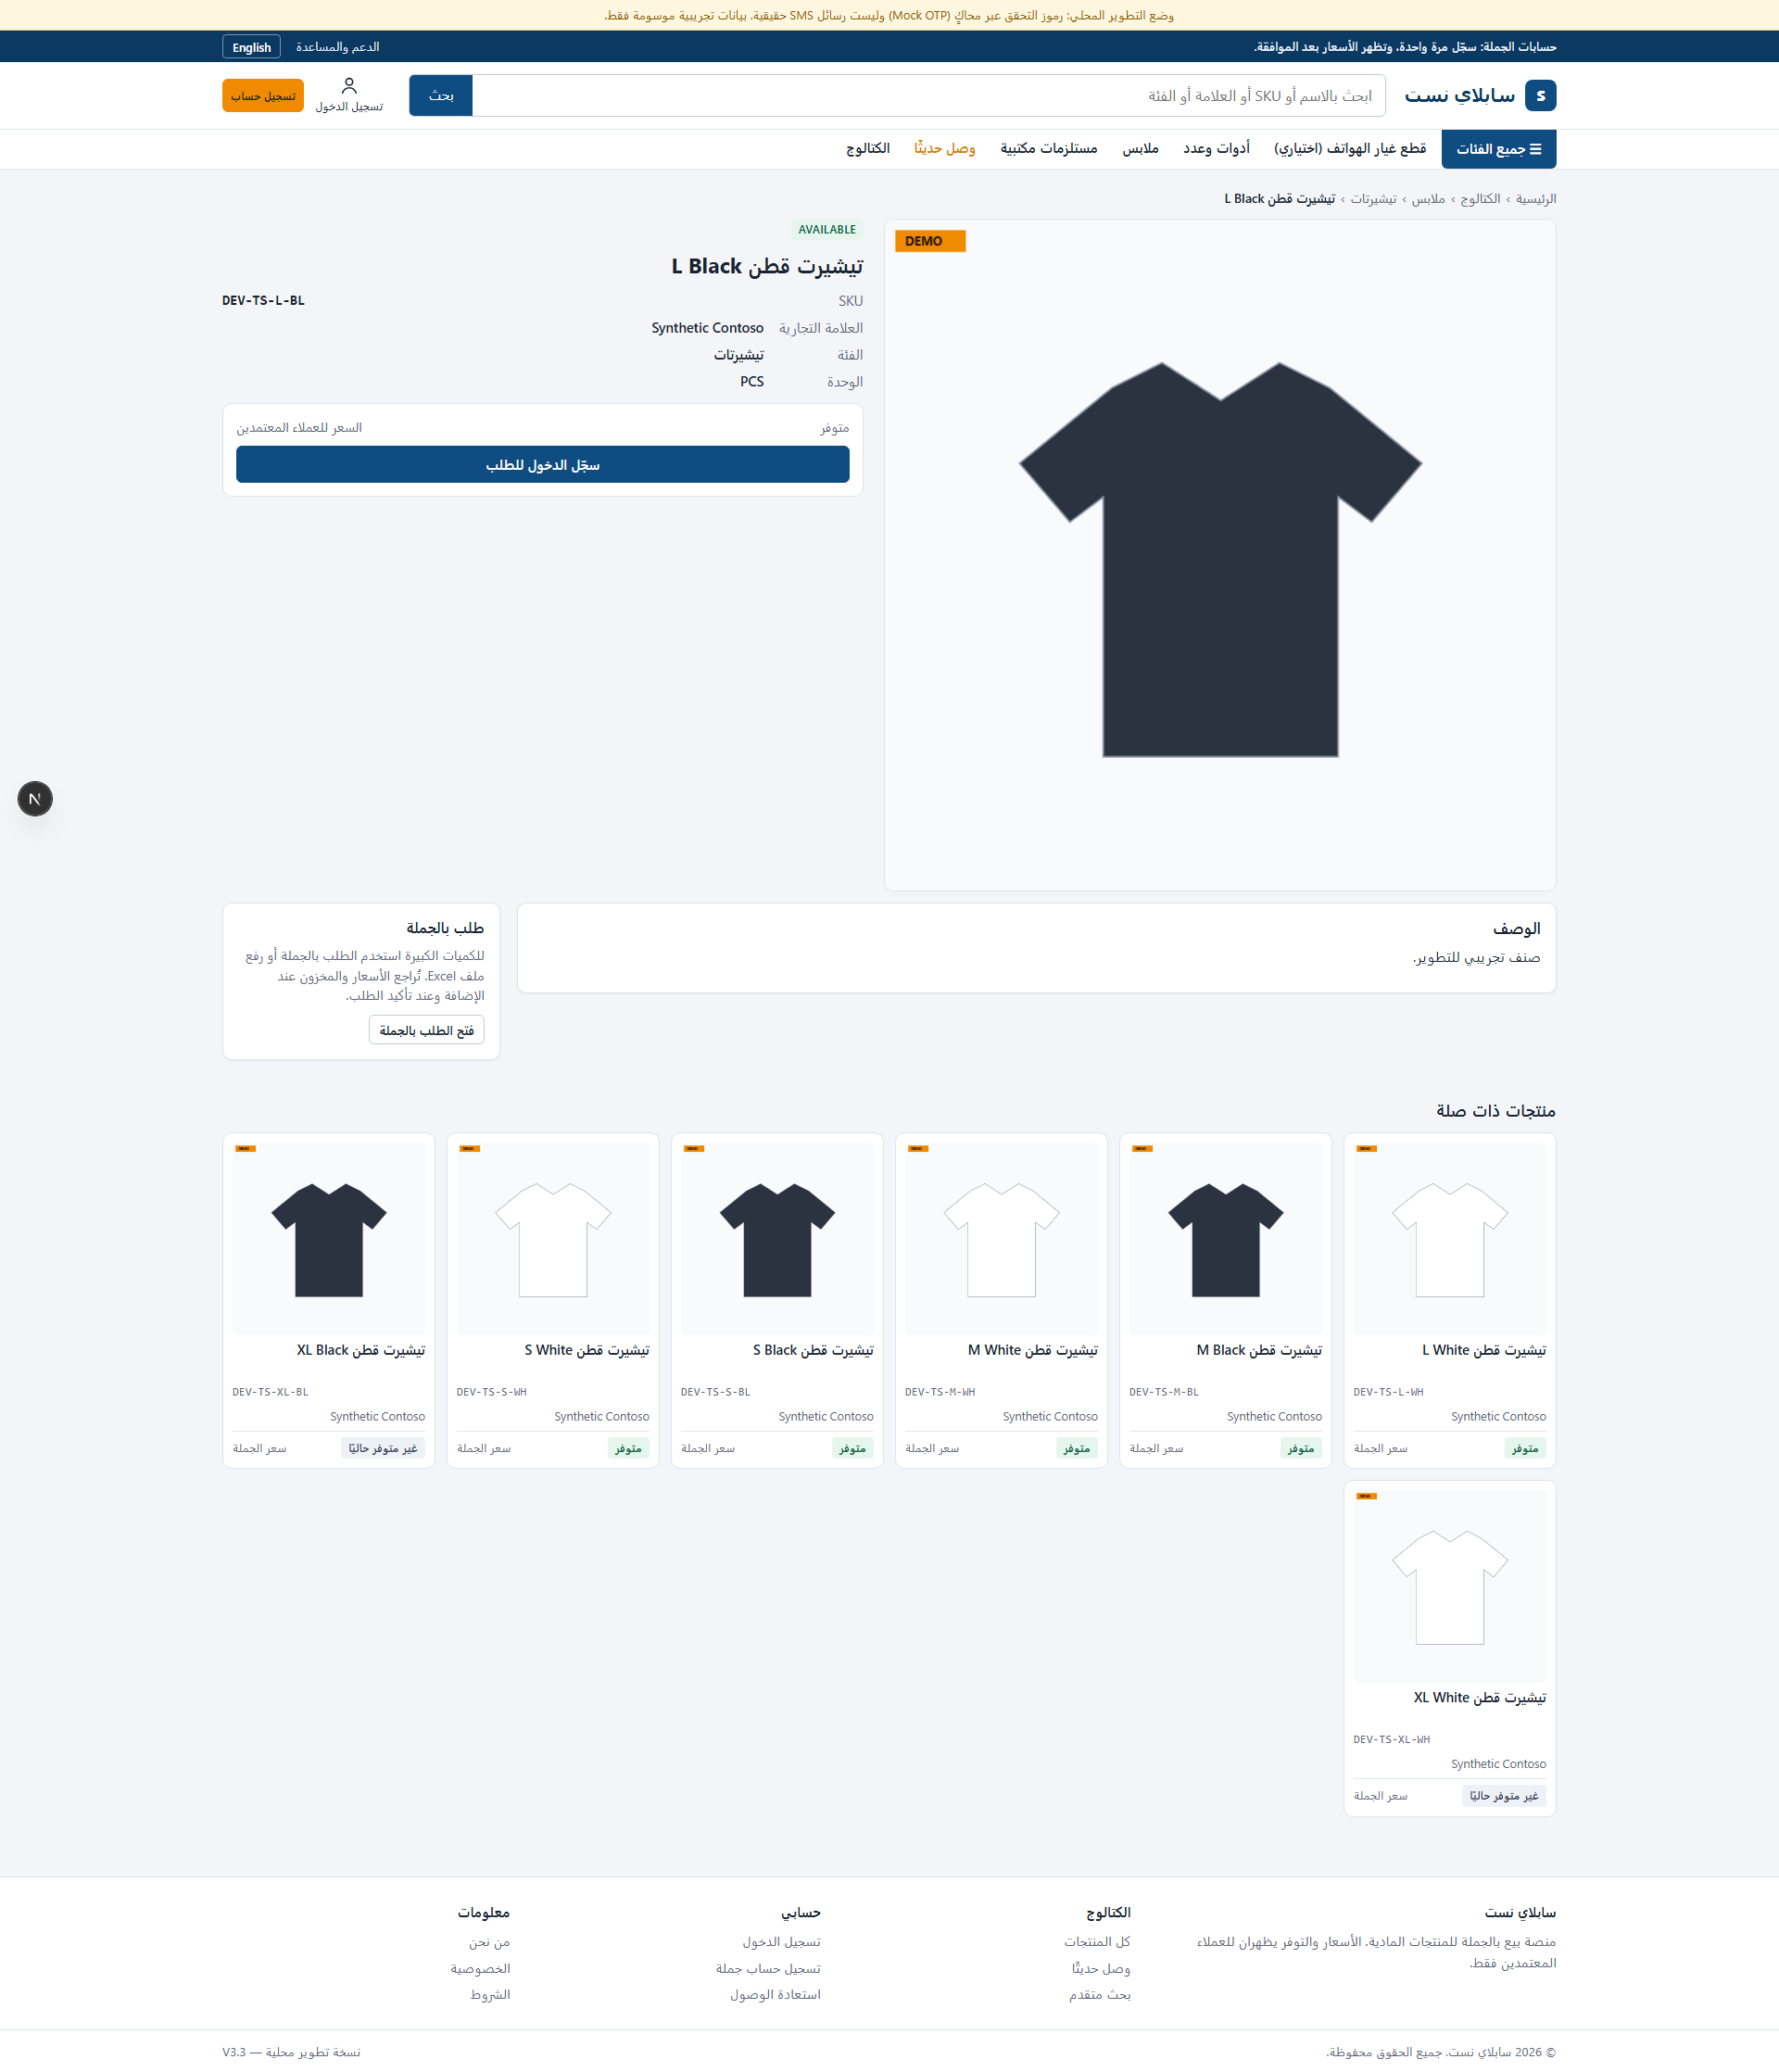 وضع التطوير المحلي: رموز التحقق عبر محاكٍ (Mock OTP) وليست رسائل SMS حقيقية. بيانات تجريبية موسومة فقط.
حسابات الجملة: سجّل مرة واحدة، وتظهر الأسعار بعد الموافقة.
الدعم والمساعدة
English
S
سابلاي نست
ابحث بالاسم أو SKU أو العلامة أو الفئة
بحث
تسجيل الدخول
تسجيل حساب
☰ جميع الفئات
قطع غيار الهواتف (اختياري)
أدوات وعدد
ملابس
مستلزمات مكتبية
وصل حديثًا
الكتالوج
الرئيسية › الكتالوج › ملابس › تيشيرتات › تيشيرت قطن L Black
DEMO
AVAILABLE
تيشيرت قطن L Black
SKU DEV-TS-L-BL
العلامة التجارية Synthetic Contoso
الفئة تيشيرتات
الوحدة PCS
متوفر
السعر للعملاء المعتمدين
سجّل الدخول للطلب
N
الوصف
صنف تجريبي للتطوير.
طلب بالجملة
للكميات الكبيرة استخدم الطلب بالجملة أو رفع
ملف Excel. تُراجع الأسعار والمخزون عند
الإضافة وعند تأكيد الطلب.
فتح الطلب بالجملة
منتجات ذات صلة
DEMO
تيشيرت قطن L White
DEV-TS-L-WH
Synthetic Contoso
متوفر
سعر الجملة
DEMO
تيشيرت قطن M Black
DEV-TS-M-BL
Synthetic Contoso
متوفر
سعر الجملة
DEMO
تيشيرت قطن M White
DEV-TS-M-WH
Synthetic Contoso
متوفر
سعر الجملة
DEMO
تيشيرت قطن S Black
DEV-TS-S-BL
Synthetic Contoso
متوفر
سعر الجملة
DEMO
تيشيرت قطن S White
DEV-TS-S-WH
Synthetic Contoso
متوفر
سعر الجملة
DEMO
تيشيرت قطن XL Black
DEV-TS-XL-BL
Synthetic Contoso
غير متوفر حاليًا
سعر الجملة
DEMO
تيشيرت قطن XL White
DEV-TS-XL-WH
Synthetic Contoso
غير متوفر حاليًا
سعر الجملة
سابلاي نست
منصة بيع بالجملة للمنتجات المادية. الأسعار والتوفر يظهران للعملاء
المعتمدين فقط.
الكتالوج
كل المنتجات
وصل حديثًا
بحث متقدم
حسابي
تسجيل الدخول
تسجيل حساب جملة
استعادة الوصول
معلومات
من نحن
الخصوصية
الشروط
© 2026 سابلاي نست. جميع الحقوق محفوظة.
نسخة تطوير محلية — V3.3